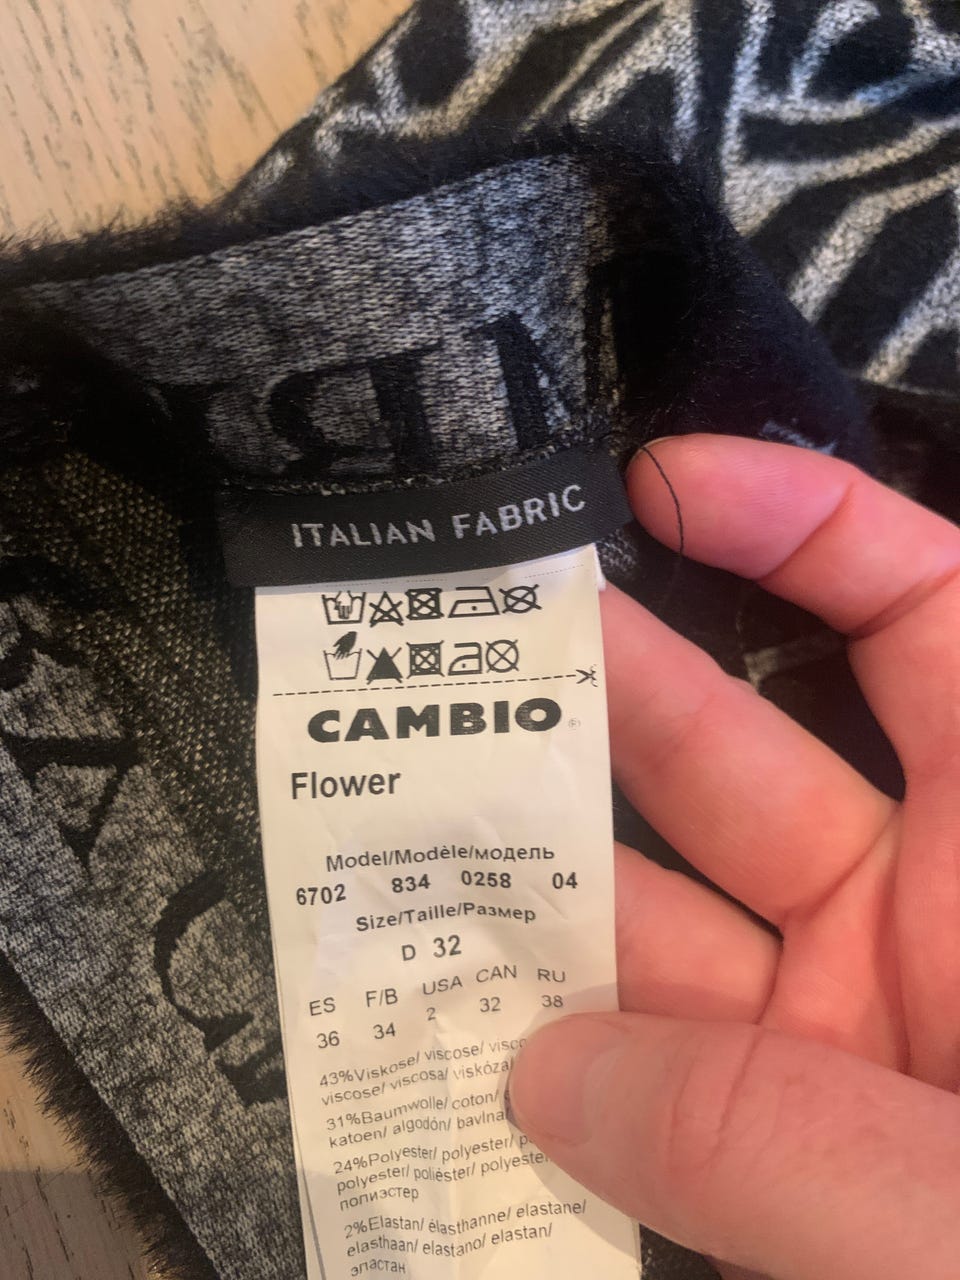 ITALIAN FABRIC
CAMBIO®
Flower
Model/Modèle/модель
6702 834 0258 04
Size/Taille/Размер
D 32
ES F/B USA CAN RU
36 34 2 32 38
43%Viskose/ viscose/
viscose/ viscosa/ viskóza/
31%Baumwolle/ coton/
katoen/ algodón/ bavlna
24%Polyester/ polyester/
polyester/ poliéster/ polyester/
полиэстер
2%Elastan/ élasthanne/ elastane/
elasthaan/ elastano/ elastan/
эластан